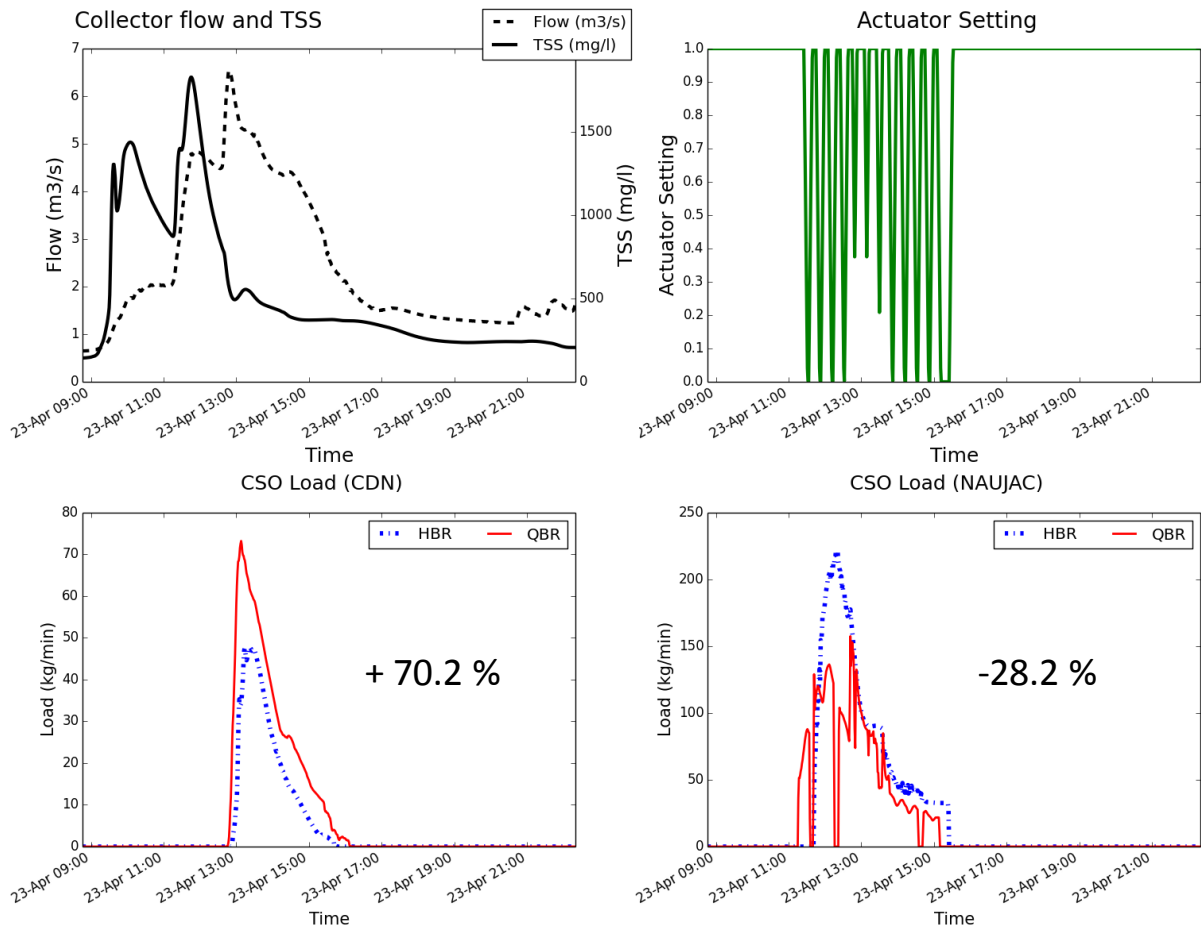 Collector flow and TSS
Flow (m3/s)
TSS (mg/l)
7
6
5
4
3
2
1
0
Flow (m3/s)
1500
1000
500
0
TSS (mg/l)
23-Apr 09:00
23-Apr 11:00
23-Apr 13:00
23-Apr 15:00
23-Apr 17:00
23-Apr 19:00
23-Apr 21:00
Time
Actuator Setting
1.0
0.9
0.8
0.7
0.6
0.5
0.4
0.3
0.2
0.1
0.0
Actuator Setting
23-Apr 09:00
23-Apr 11:00
23-Apr 13:00
23-Apr 15:00
23-Apr 17:00
23-Apr 19:00
23-Apr 21:00
Time
CSO Load (CDN)
HBR
QBR
80
70
60
50
40
30
20
10
0
Load (kg/min)
+ 70.2 %
23-Apr 09:00
23-Apr 11:00
23-Apr 13:00
23-Apr 15:00
23-Apr 17:00
23-Apr 19:00
23-Apr 21:00
Time
CSO Load (NAUJAC)
HBR
QBR
250
200
150
100
50
0
Load (kg/min)
-28.2 %
23-Apr 09:00
23-Apr 11:00
23-Apr 13:00
23-Apr 15:00
23-Apr 17:00
23-Apr 19:00
23-Apr 21:00
Time